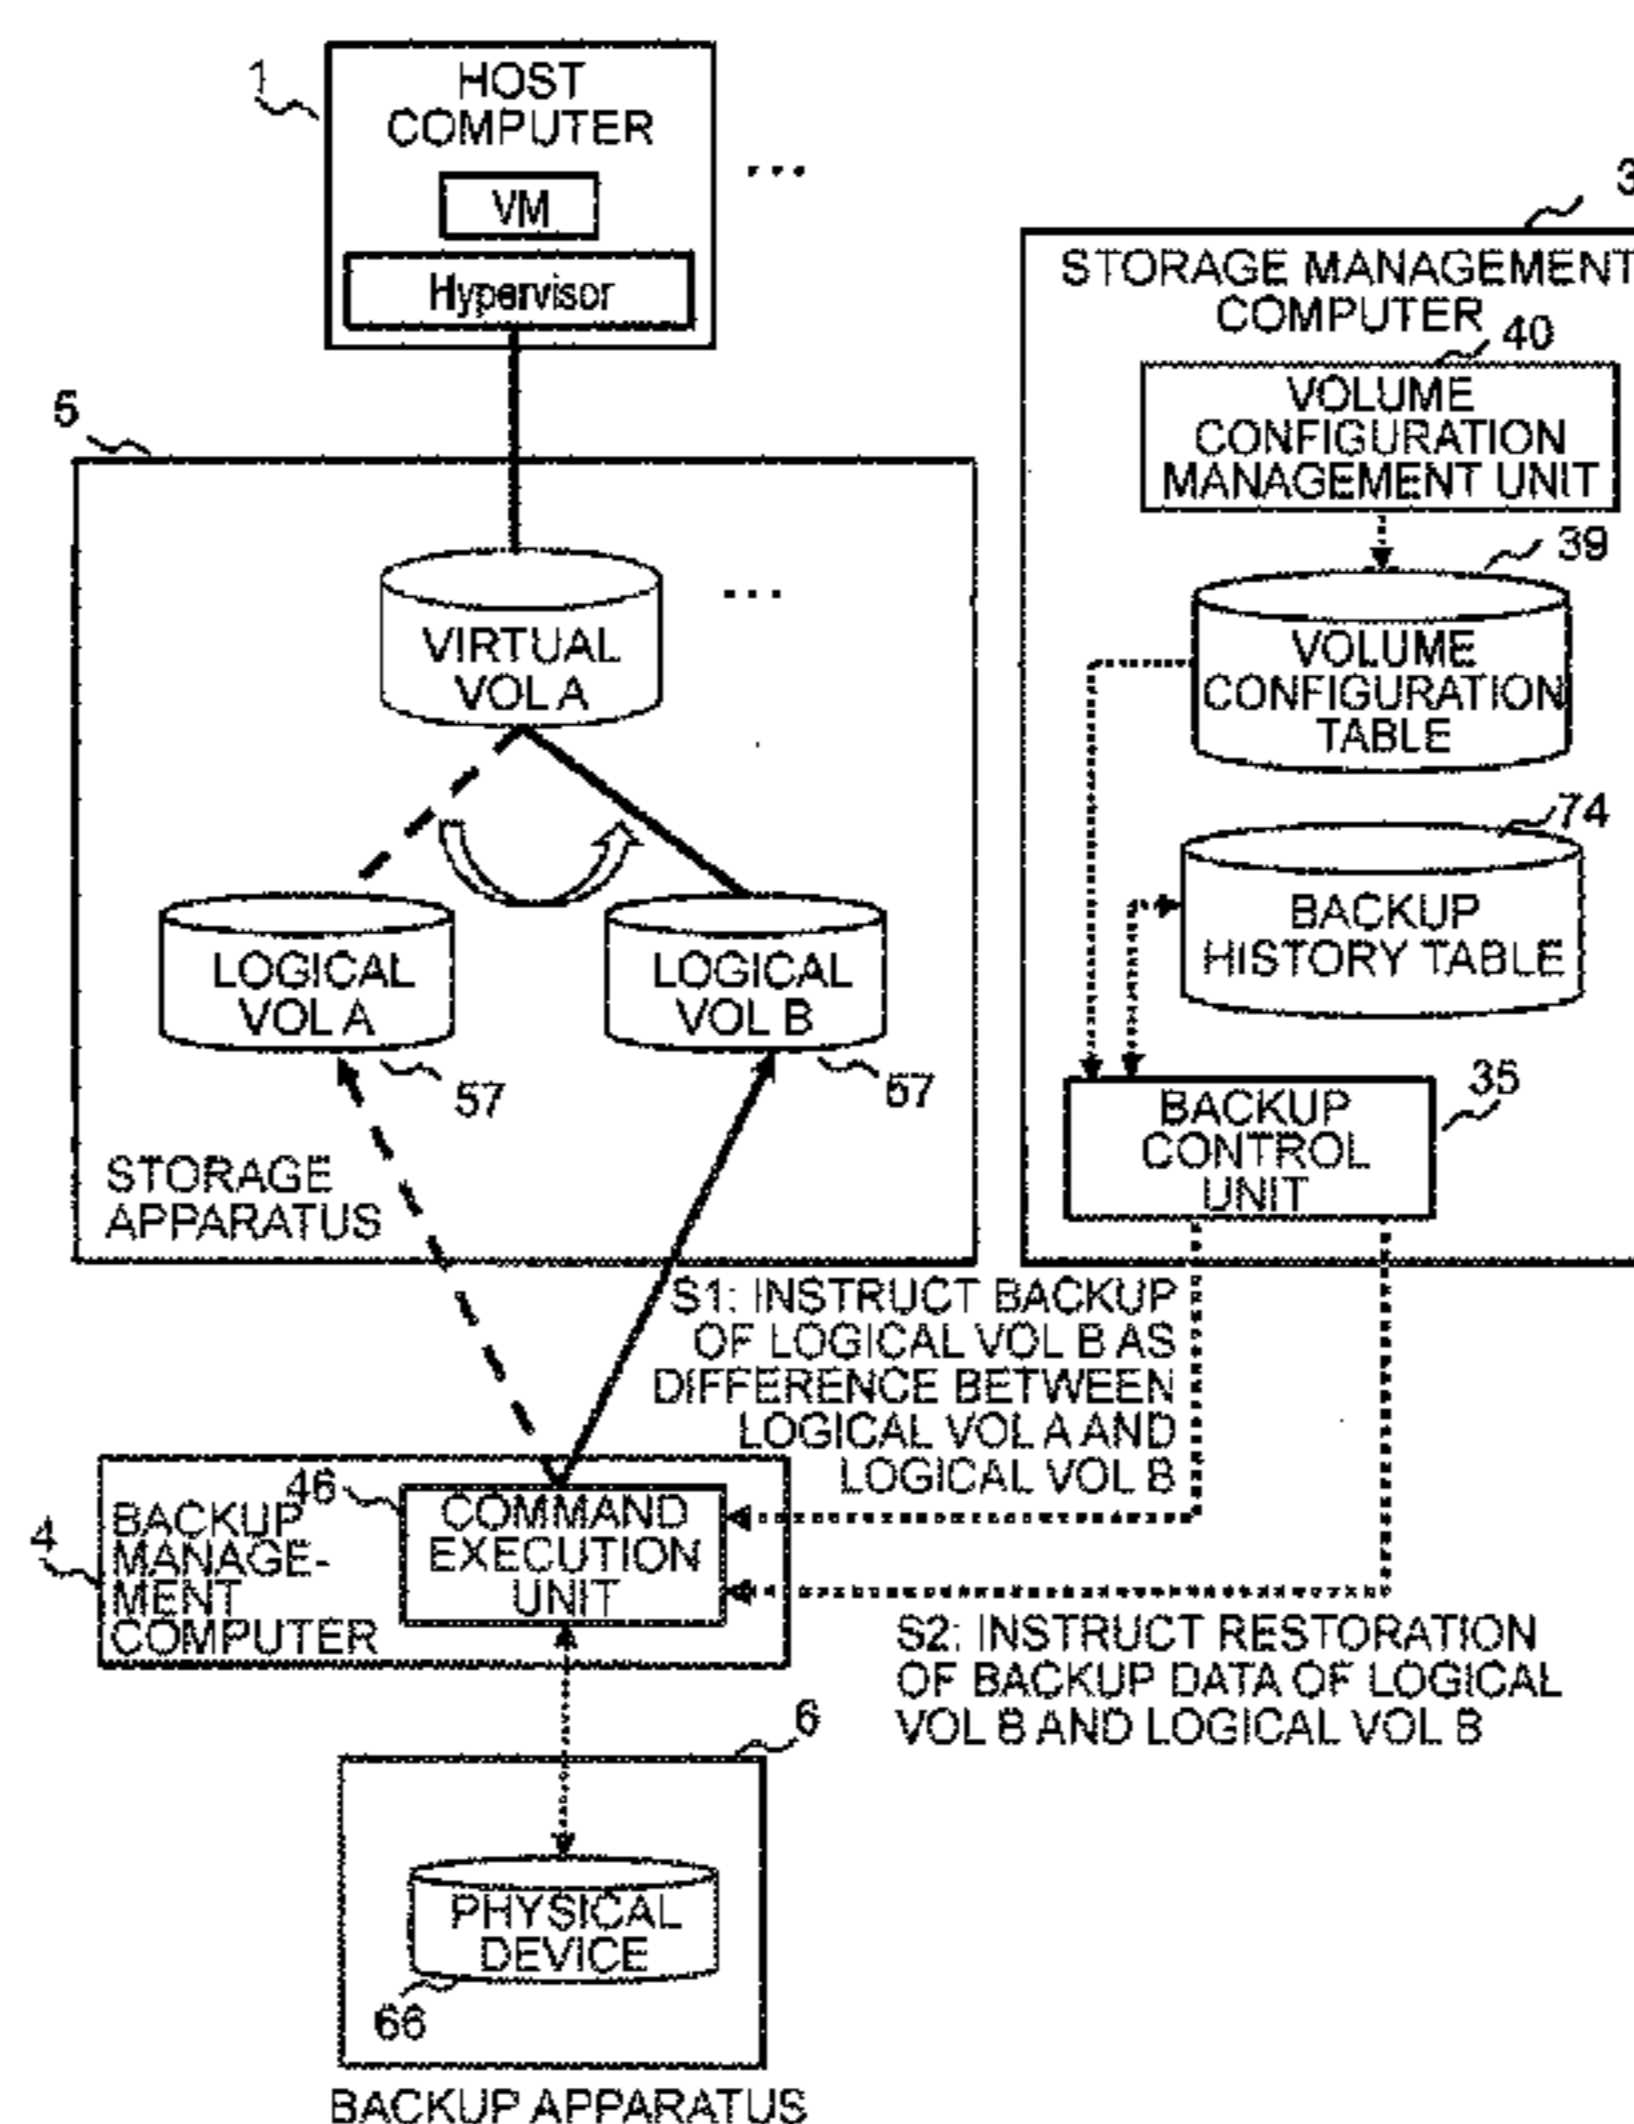 1
HOST
COMPUTER
VM
Hypervisor
...
3
STORAGE MANAGEMENT
COMPUTER
40
VOLUME
CONFIGURATION
MANAGEMENT UNIT
39
VOLUME
CONFIGURATION
TABLE
74
BACKUP
HISTORY TABLE
35
BACKUP
CONTROL
UNIT
5
VIRTUAL
VOL A
...
LOGICAL
VOL A
57
LOGICAL
VOL B
57
STORAGE
APPARATUS
S1: INSTRUCT BACKUP
OF LOGICAL VOL B AS
DIFFERENCE BETWEEN
LOGICAL VOL A AND
LOGICAL VOL B
4
BACKUP
MANAGE-
MENT
COMPUTER
46
COMMAND
EXECUTION
UNIT
S2: INSTRUCT RESTORATION
OF BACKUP DATA OF LOGICAL
VOL B AND LOGICAL VOL B
6
PHYSICAL
DEVICE
66
BACKUP APPARATUS